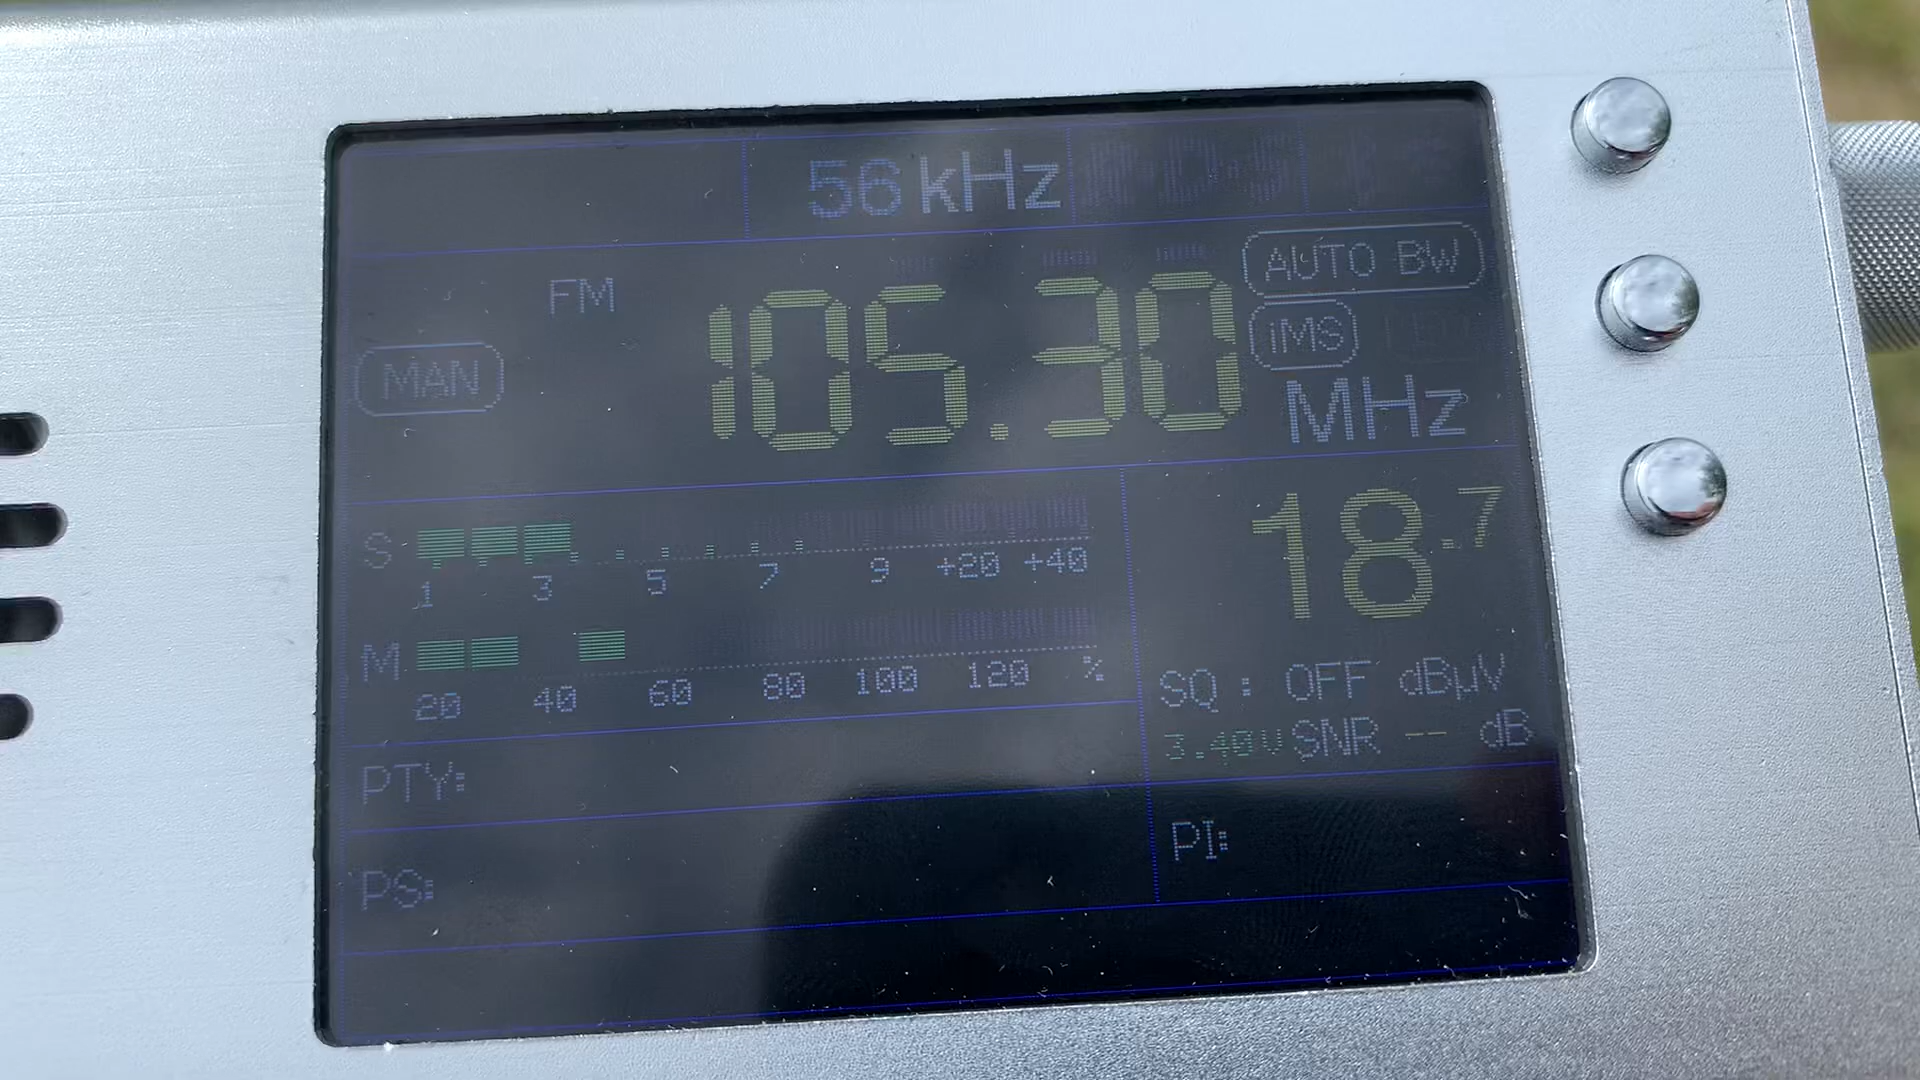 56 kHz RDS
FM 105.30 MHz
AUTO BW
iMS
MAN
S
1 3 5 7 9 +20 +40
18.7
M
20 40 60 80 100 120 %
SQ : OFF dBµV
3.40V SNR -- dB
PTY:
PI:
PS: